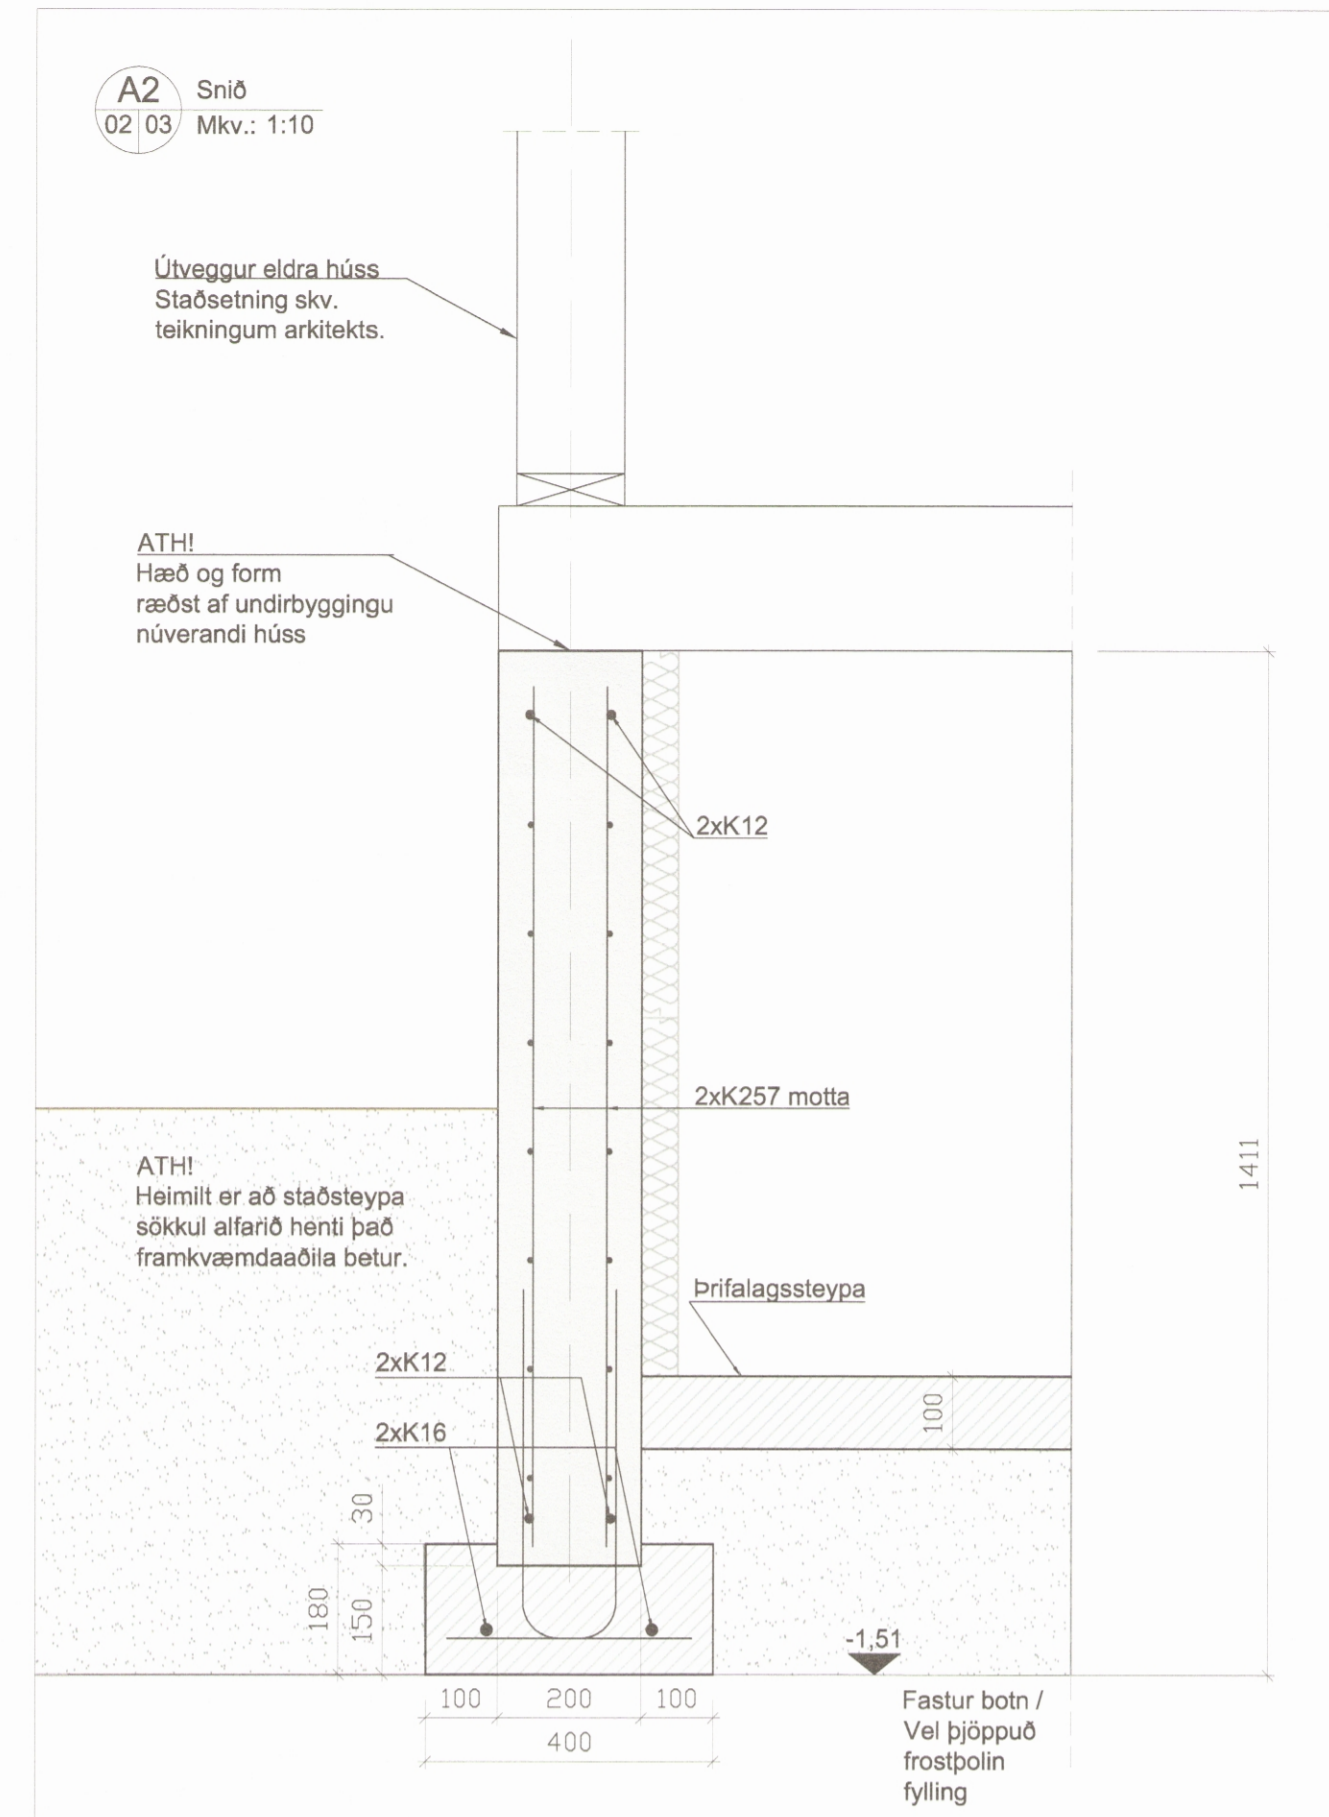 A2 Snið
02 03 Mkv.: 1:10
Útveggur eldra húss
Staðsetning skv.
teikningum arkitekts.
ATH!
Hæð og form
ræðst af undirbyggingu
núverandi húss
2xK12
2xK257 motta
1411
ATH!
Heimilt er að staðsteypa
sökkul alfarið henti það
framkvæmdaaðila betur.
Þrifalagssteypa
2xK12
100
2xK16
30
180
150
-1,51
100 200 100
400
Fastur botn /
Vel þjöppuð
frostþolin
fylling